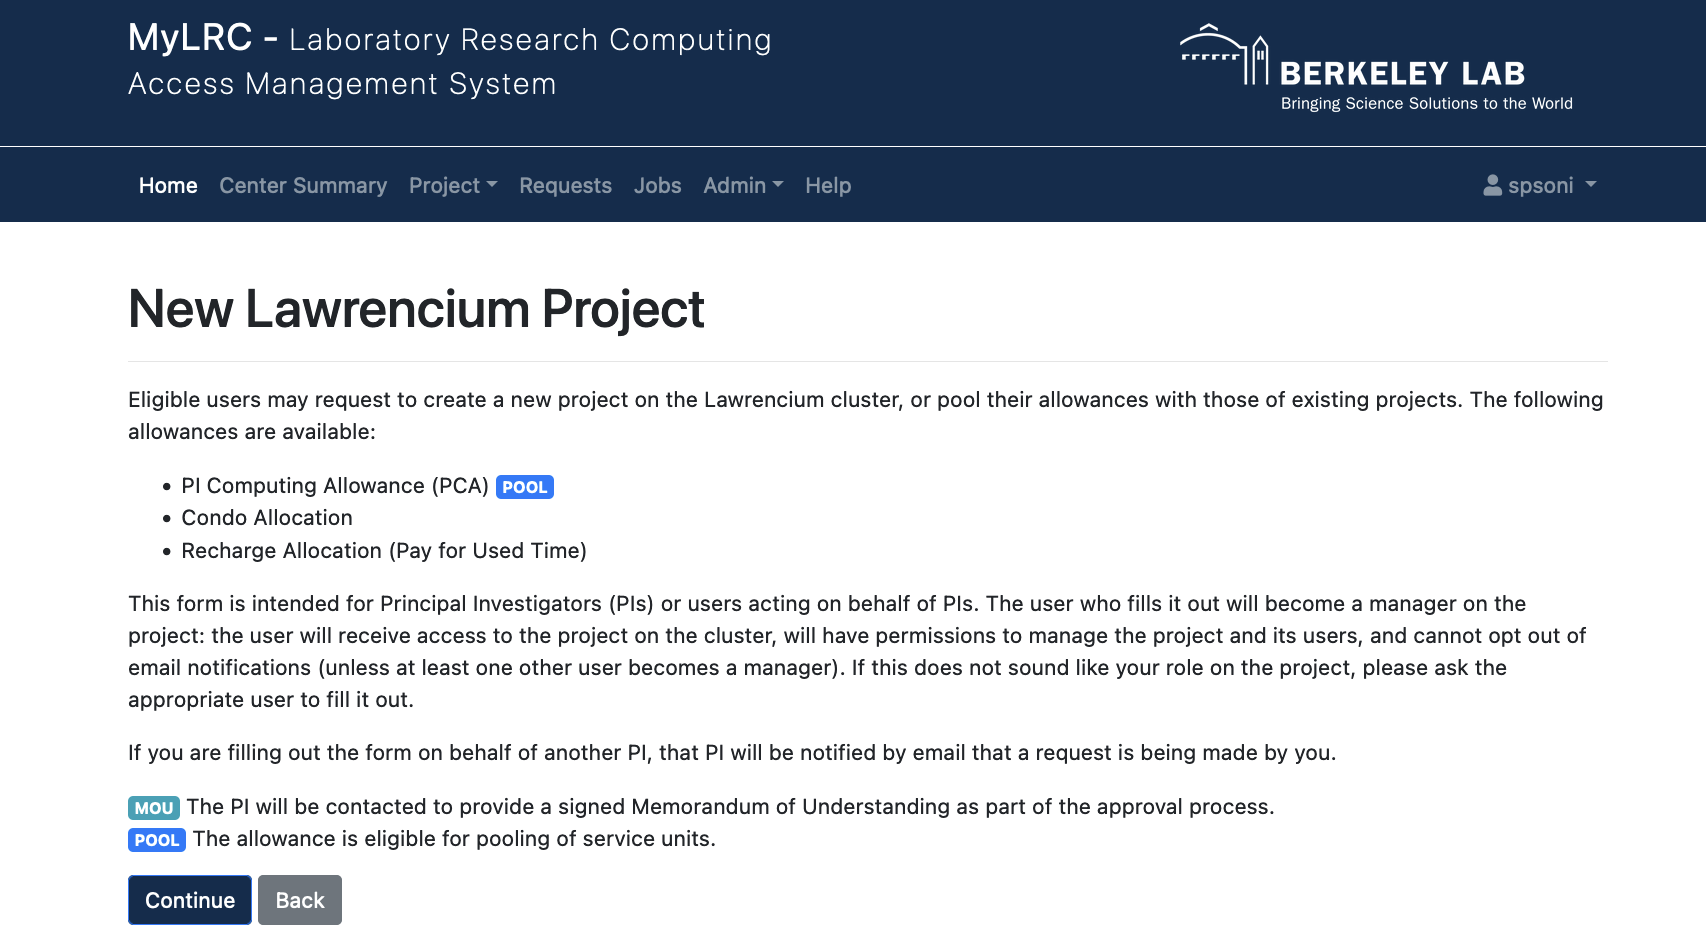 MyLRC - Laboratory Research Computing
Access Management System
BERKELEY LAB
Bringing Science Solutions to the World
Home Center Summary Project Requests Jobs Admin Help spsoni
New Lawrencium Project
Eligible users may request to create a new project on the Lawrencium cluster, or pool their allowances with those of existing projects. The following
allowances are available:
• PI Computing Allowance (PCA) POOL
• Condo Allocation
• Recharge Allocation (Pay for Used Time)
This form is intended for Principal Investigators (PIs) or users acting on behalf of PIs. The user who fills it out will become a manager on the
project: the user will receive access to the project on the cluster, will have permissions to manage the project and its users, and cannot opt out of
email notifications (unless at least one other user becomes a manager). If this does not sound like your role on the project, please ask the
appropriate user to fill it out.
If you are filling out the form on behalf of another PI, that PI will be notified by email that a request is being made by you.
MOU The PI will be contacted to provide a signed Memorandum of Understanding as part of the approval process.
POOL The allowance is eligible for pooling of service units.
Continue Back